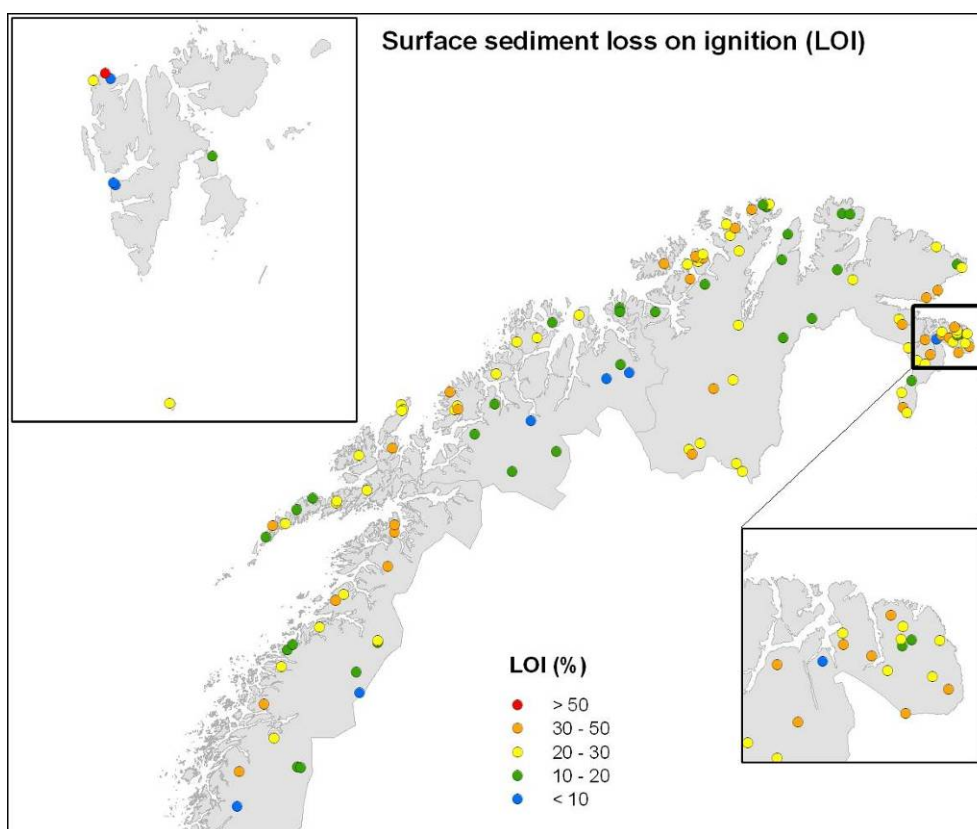 Surface sediment loss on ignition (LOI)
LOI (%)
> 50
30 - 50
20 - 30
10 - 20
< 10